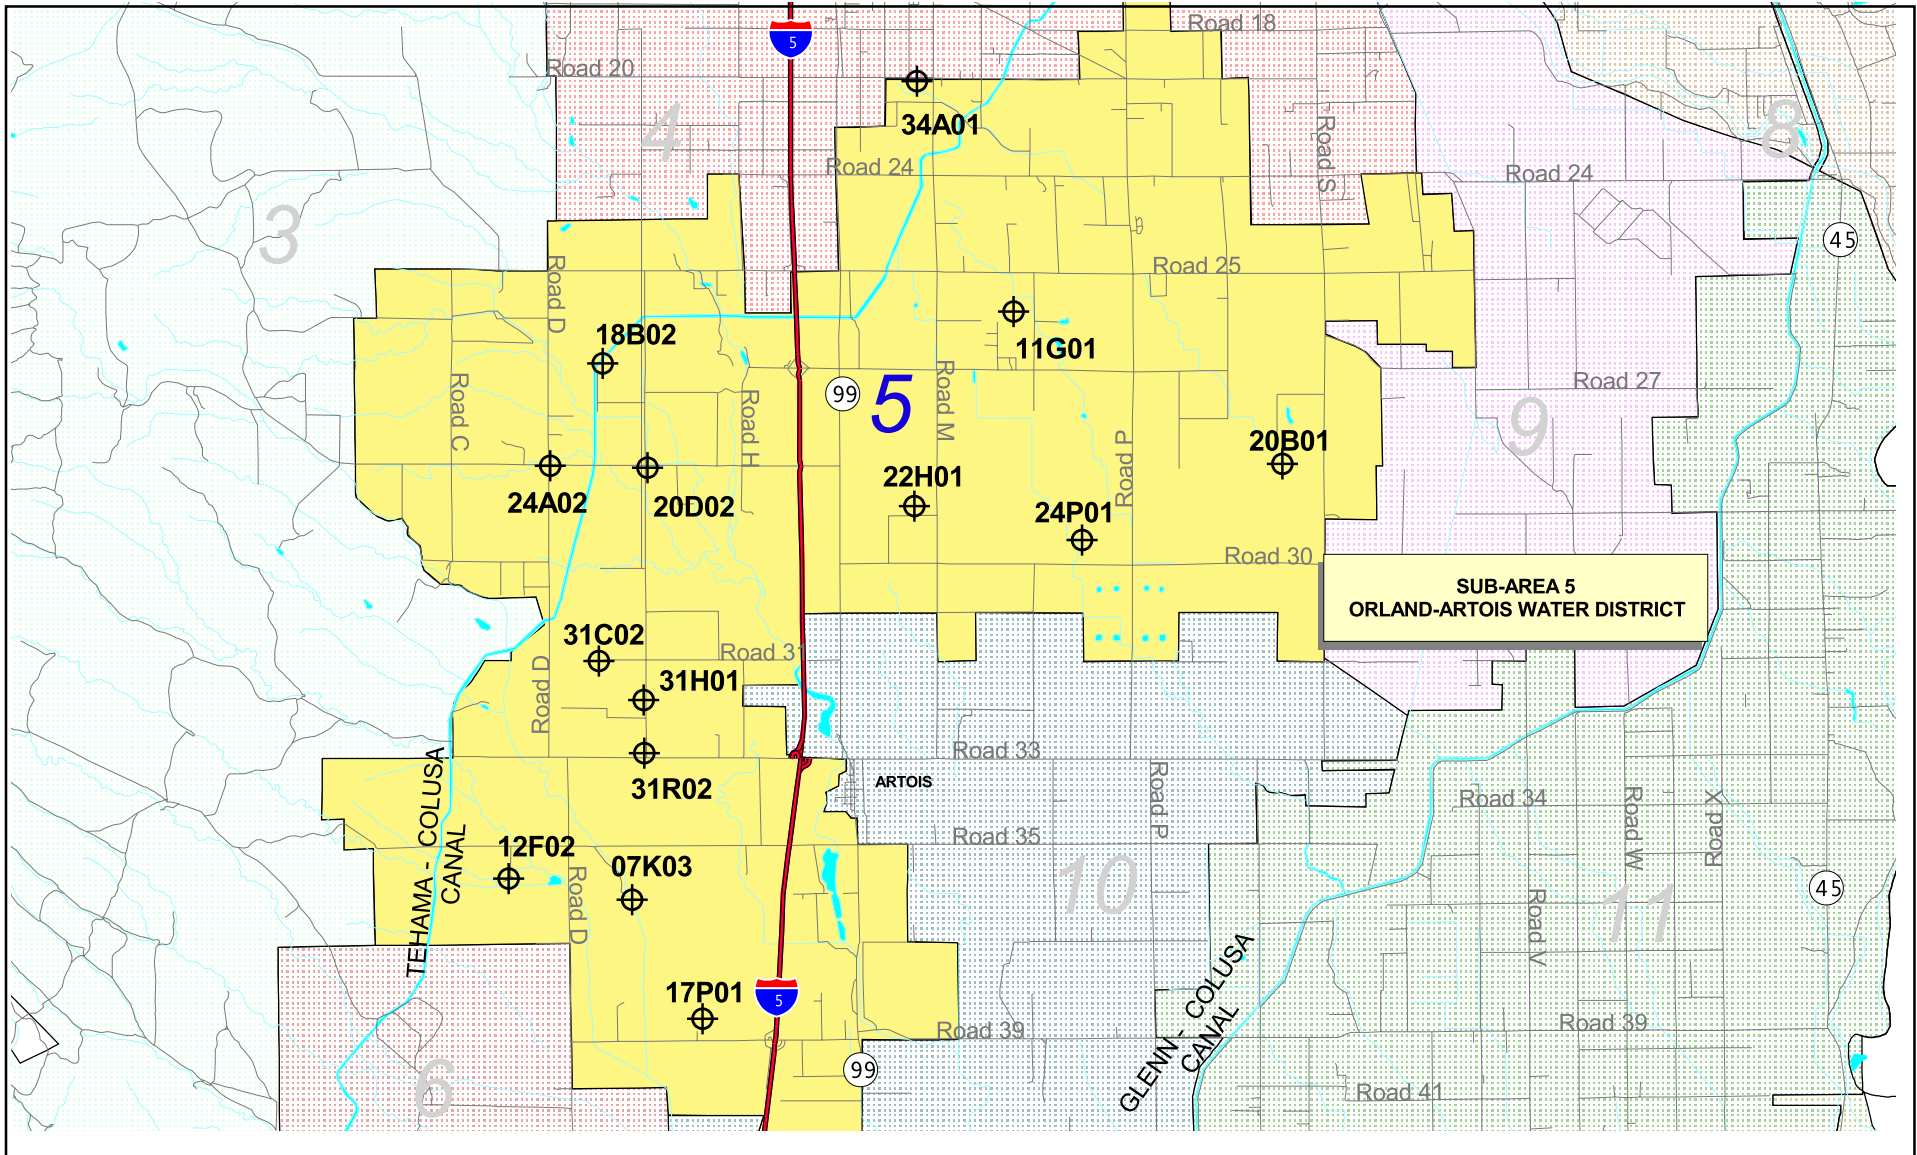 Road 18
5
Road 20
34A01
4
8
Road 24
Road S
Road 24
3
45
Road D
Road 25
18B02
11G01
Road C
Road H
99
5
Road M
Road 27
9
Road P
20B01
24A02
20D02
22H01
24P01
Road 30
SUB-AREA 5
ORLAND-ARTOIS WATER DISTRICT
31C02
Road 3
31H01
Road D
Road 33
31R02
ARTOIS
TEHAMA - COLUSA
CANAL
Road P
Road 34
Road W
Road X
Road 35
12F02
07K03
Road D
10
11
45
Road V
17P01
5
GLENN - COLUSA
CANAL
Road 39
Road 39
99
6
Road 41